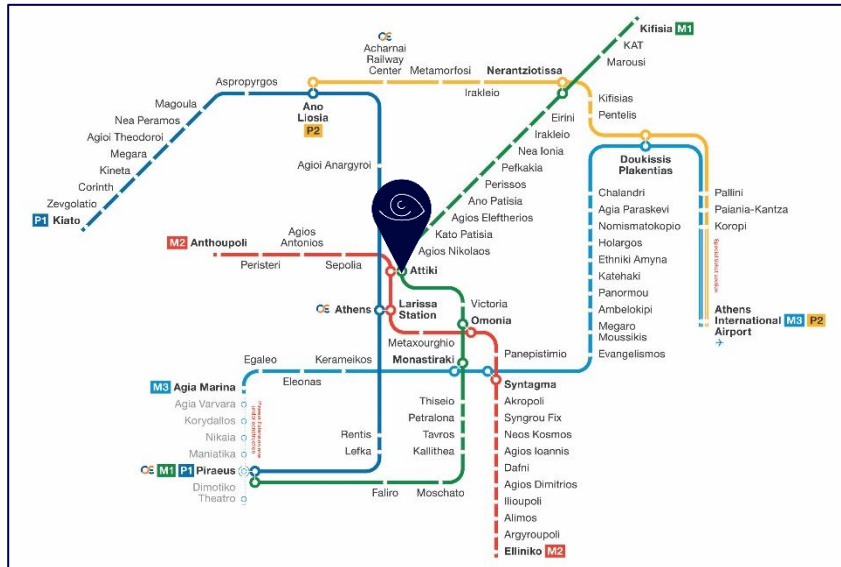 Kifisia M1
KAT
Marousi
Acharnai
Railway
Center
Metamorfosi
Nerantziotissa
Irakleio
Aspropyrgos
Ano
Liosia
P2
Magoula
Nea Peramos
Agioi Theodoroi
Megara
Kineta
Corinth
Zevgolatio
P1 Kiato
Kifisias
Pentelis
Eirini
Irakleio
Nea Ionia
Pefkakia
Perissos
Ano Patisia
Agios Eleftherios
Kato Patisia
Agios Nikolaos
Agioi Anargyroi
Doukissis
Plakentias
Chalandri
Agia Paraskevi
Nomismatokopio
Holargos
Ethniki Amyna
Katehaki
Panormou
Ambelokipi
Megaro
Moussikis
Evangelismos
Pallini
Paiania-Kantza
Koropi
Athens
International M3 P2
Airport
M2 Anthoupoli
Agios
Antonios
Peristeri
Sepolia
Attiki
Athens
Larissa
Station
Victoria
Omonia
Metaxourghio
Monastiraki
Panepistimio
Syntagma
Egaleo
Kerameikos
Eleonas
M3 Agia Marina
Agia Varvara
Korydallos
Nikaia
Maniatika
M1 P1 Piraeus
Dimotiko
Theatro
Thiseio
Petralona
Tavros
Kallithea
Rentis
Lefka
Faliro
Moschato
Akropoli
Syngrou Fix
Neos Kosmos
Agios Ioannis
Dafni
Agios Dimitrios
Ilioupoli
Alimos
Argyroupoli
Elliniko M2